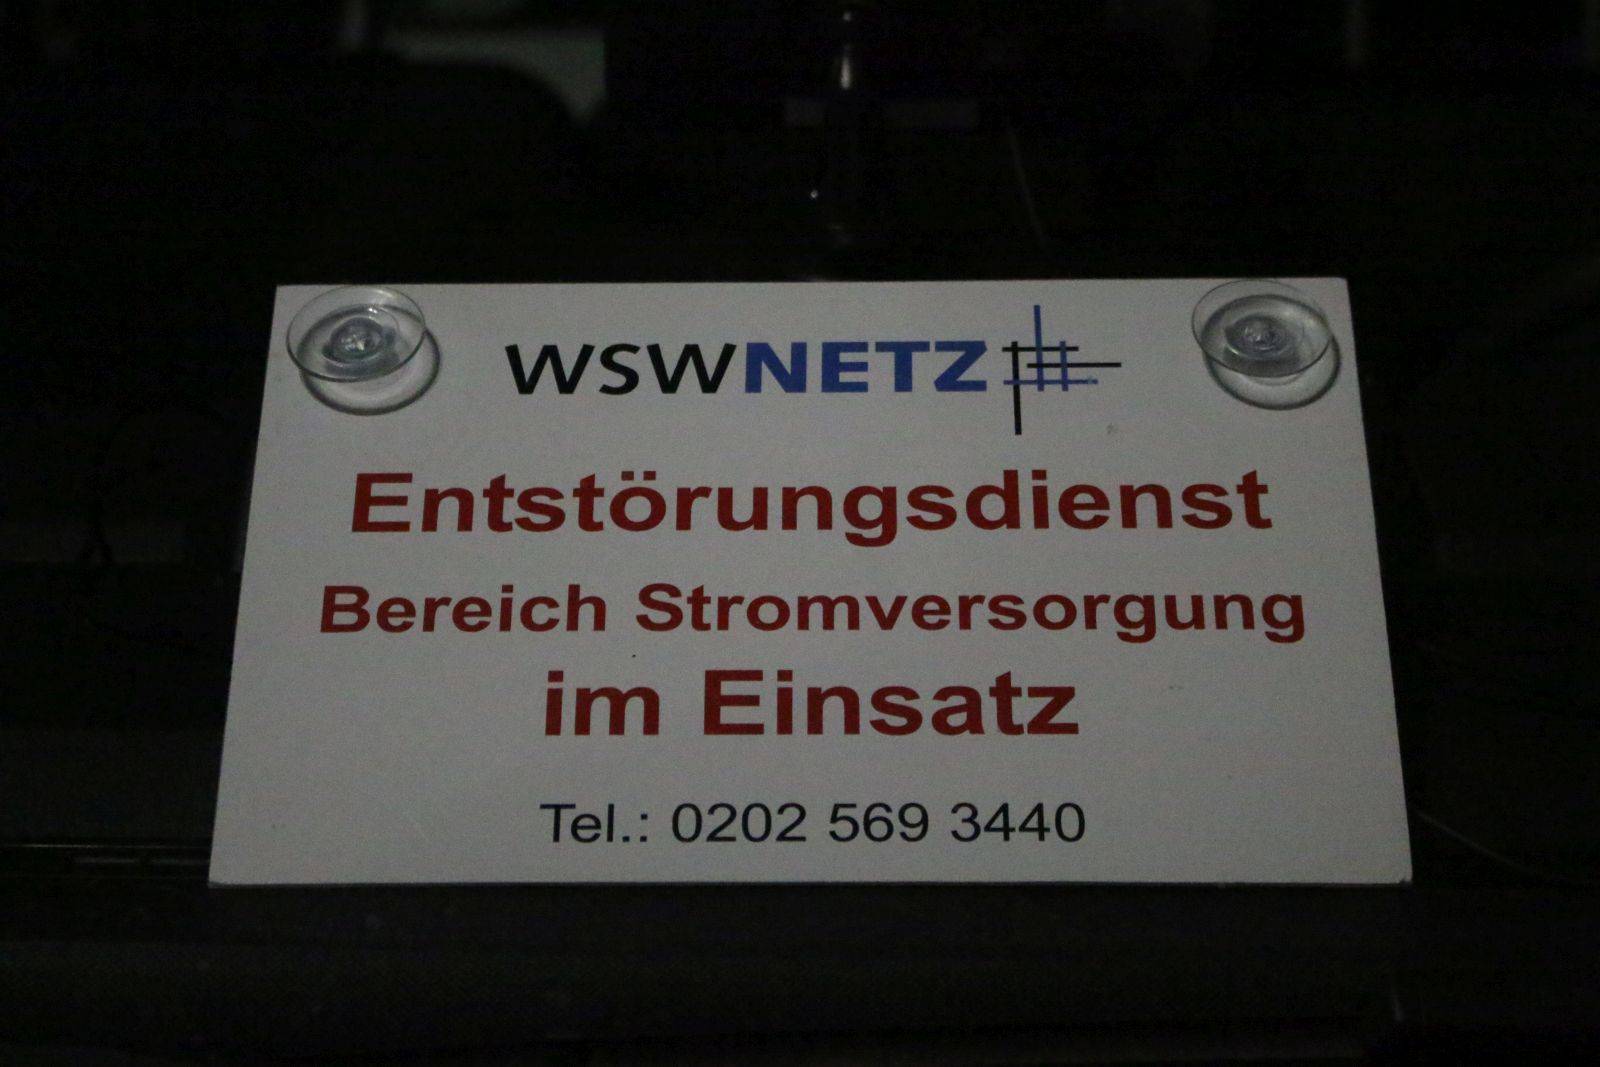 WSWNETZ
Entstörungsdienst
Bereich Stromversorgung
im Einsatz
Tel.: 0202 569 3440